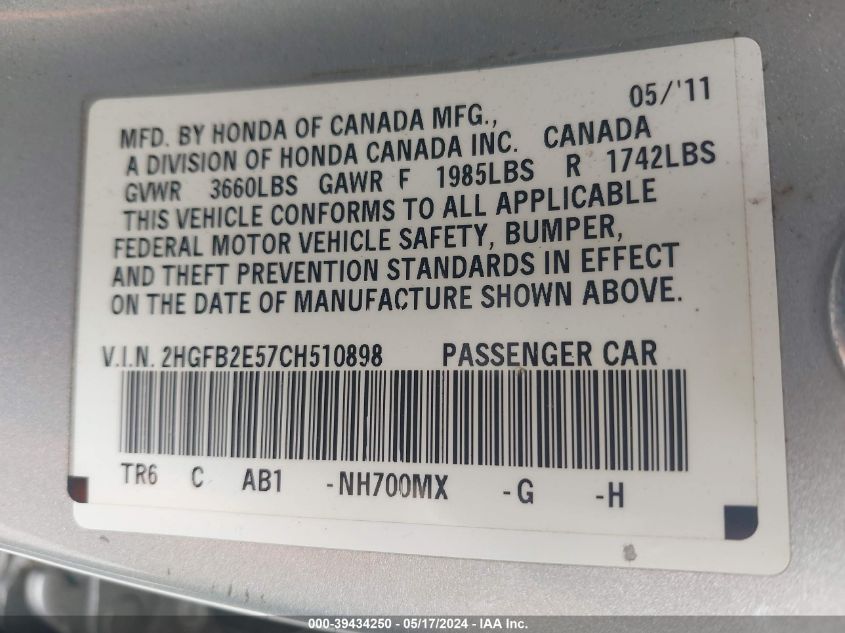 05/'11
MFD. BY HONDA OF CANADA MFG.,
A DIVISION OF HONDA CANADA INC. CANADA
GVWR 3660LBS GAWR F 1985LBS R 1742LBS
THIS VEHICLE CONFORMS TO ALL APPLICABLE
FEDERAL MOTOR VEHICLE SAFETY, BUMPER,
AND THEFT PREVENTION STANDARDS IN EFFECT
ON THE DATE OF MANUFACTURE SHOWN ABOVE.
V.I.N. 2HGFB2E57CH510898 PASSENGER CAR
TR6 C AB1 -NH700MX -G -H
000-39434250 - 05/17/2024 - IAA Inc.